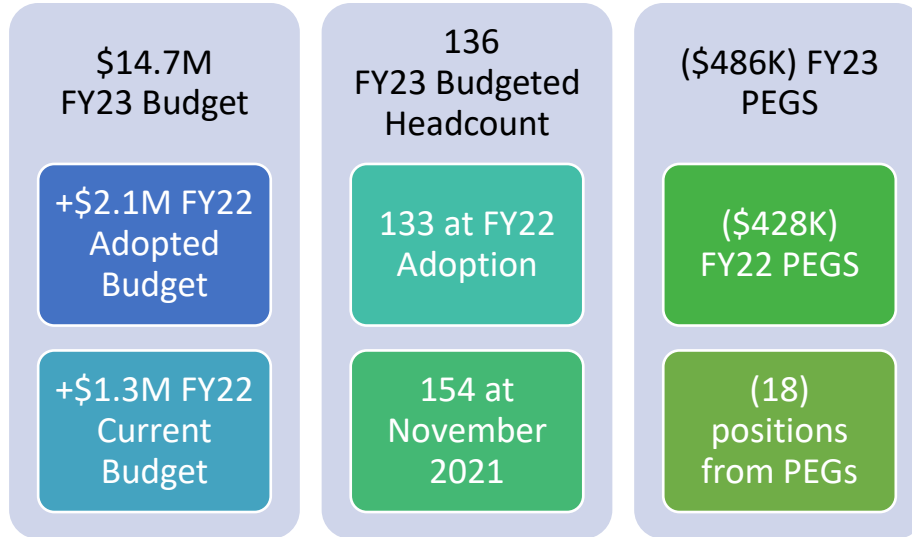 $14.7M
FY23 Budget
+$2.1M FY22
Adopted
Budget
+$1.3M FY22
Current
Budget
136
FY23 Budgeted
Headcount
133 at FY22
Adoption
154 at
November
2021
($486K) FY23
PEGS
($428K)
FY22 PEGS
(18)
positions
from PEGs